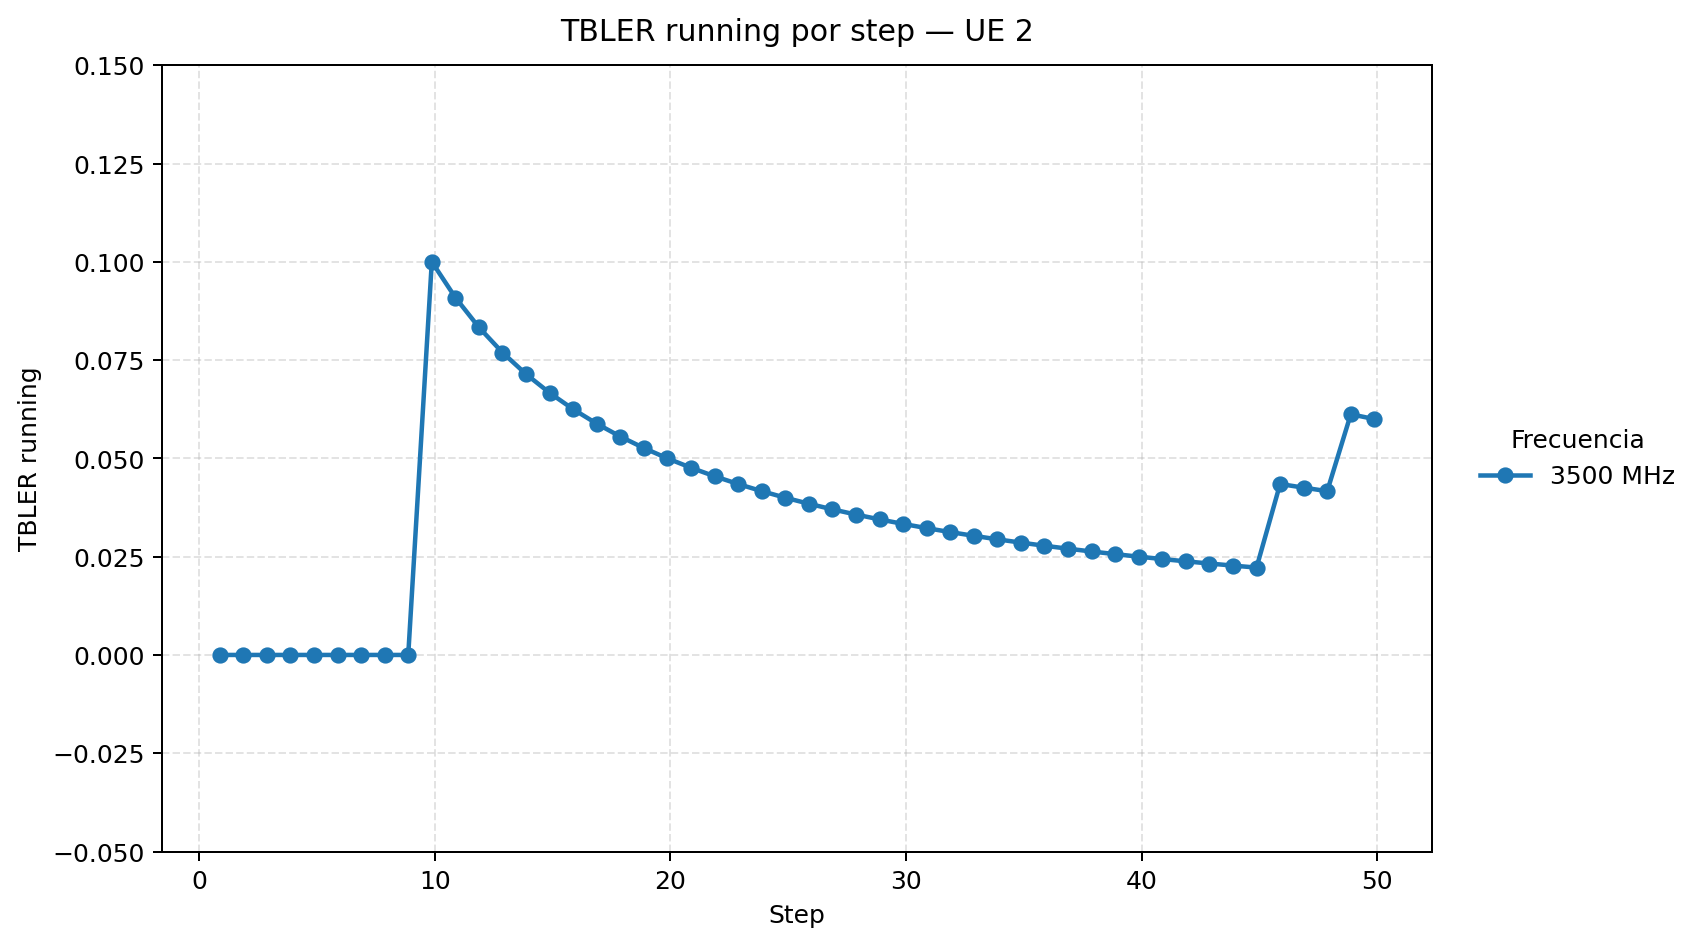 TBLER running por step — UE 2
0.150
0.125
0.100
0.075
0.050
0.025
0.000
−0.025
−0.050
TBLER running
0 10 20 30 40 50
Step
Frecuencia
3500 MHz